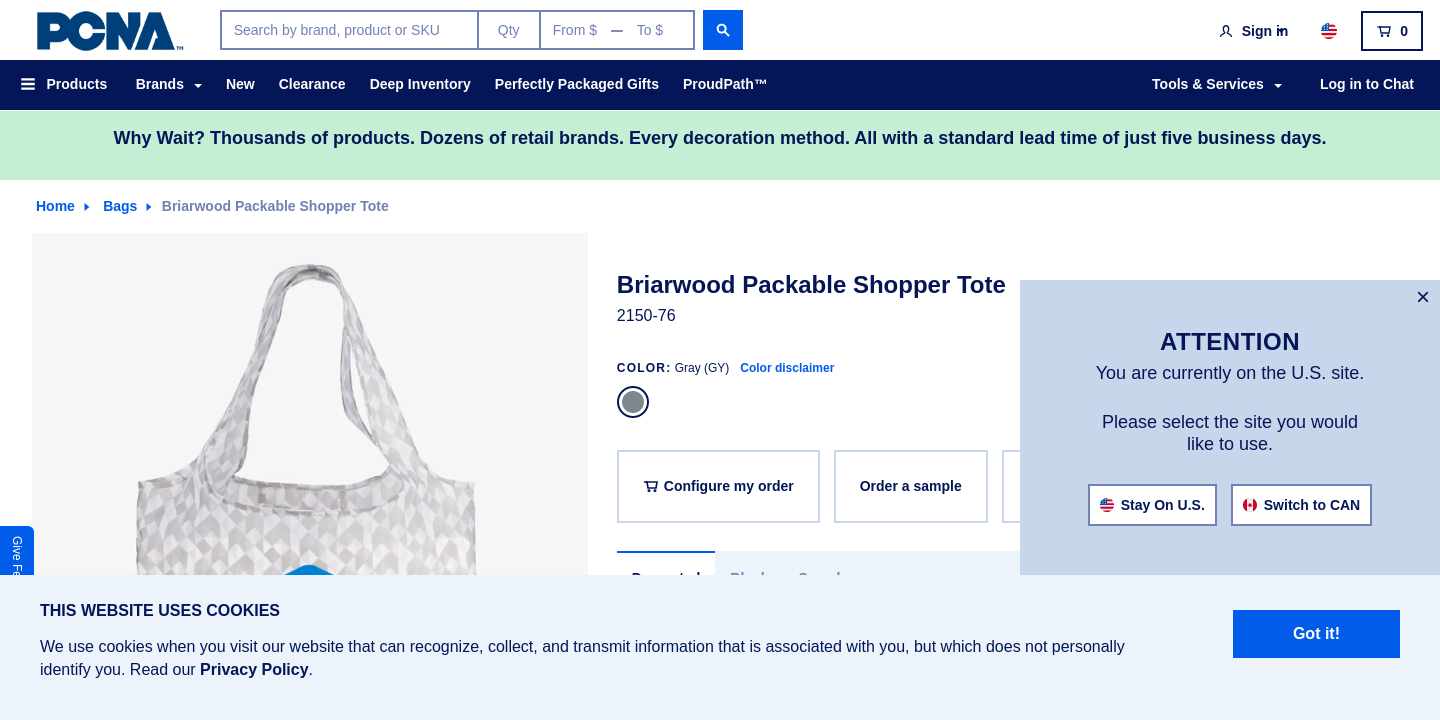 PCNA™
Search by brand, product or SKU
Qty
From $ — To $
Sign in
0
Products
Brands
New
Clearance
Deep Inventory
Perfectly Packaged Gifts
ProudPath™
Tools & Services
Log in to Chat
Why Wait? Thousands of products. Dozens of retail brands. Every decoration method. All with a standard lead time of just five business days.
Home
Bags
Briarwood Packable Shopper Tote
Briarwood Packable Shopper Tote
2150-76
COLOR: Gray (GY) Color disclaimer
Configure my order
Order a sample
ATTENTION
You are currently on the U.S. site.
Please select the site you would
like to use.
Stay On U.S.
Switch to CAN
Give
THIS WEBSITE USES COOKIES
We use cookies when you visit our website that can recognize, collect, and transmit information that is associated with you, but which does not personally
identify you. Read our Privacy Policy.
Got it!